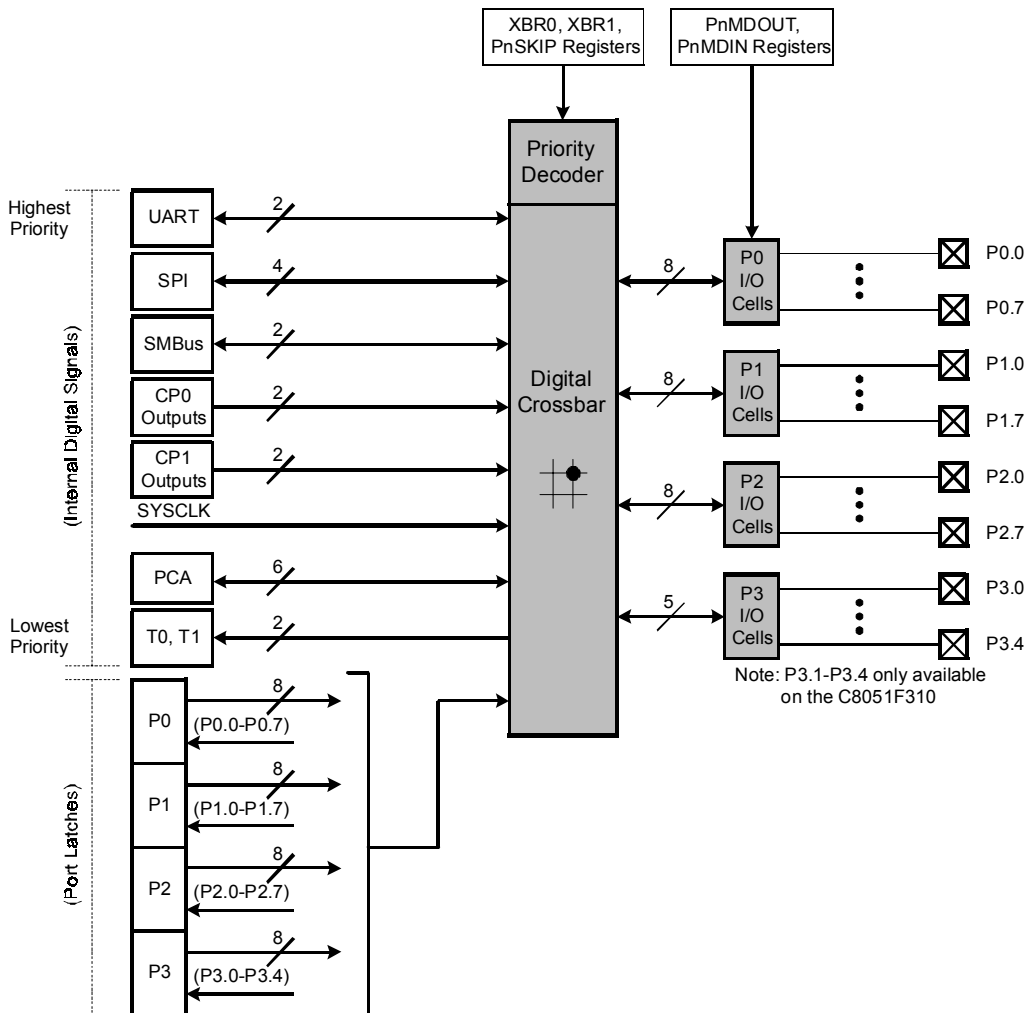 XBR0, XBR1,
PnSKIP Registers
PnMDOUT,
PnMDIN Registers
Priority
Decoder
Highest
Priority
UART
2
SPI
4
SMBus
2
CP0
Outputs
2
CP1
Outputs
2
SYSCLK
PCA
6
Lowest
Priority
T0, T1
2
(Internal Digital Signals)
Digital
Crossbar
8
P0
I/O
Cells
P0.0
P0.7
8
P1
I/O
Cells
P1.0
P1.7
8
P2
I/O
Cells
P2.0
P2.7
5
P3
I/O
Cells
P3.0
P3.4
Note: P3.1-P3.4 only available
on the C8051F310
(Port Latches)
P0
8
(P0.0-P0.7)
P1
8
(P1.0-P1.7)
P2
8
(P2.0-P2.7)
P3
8
(P3.0-P3.4)